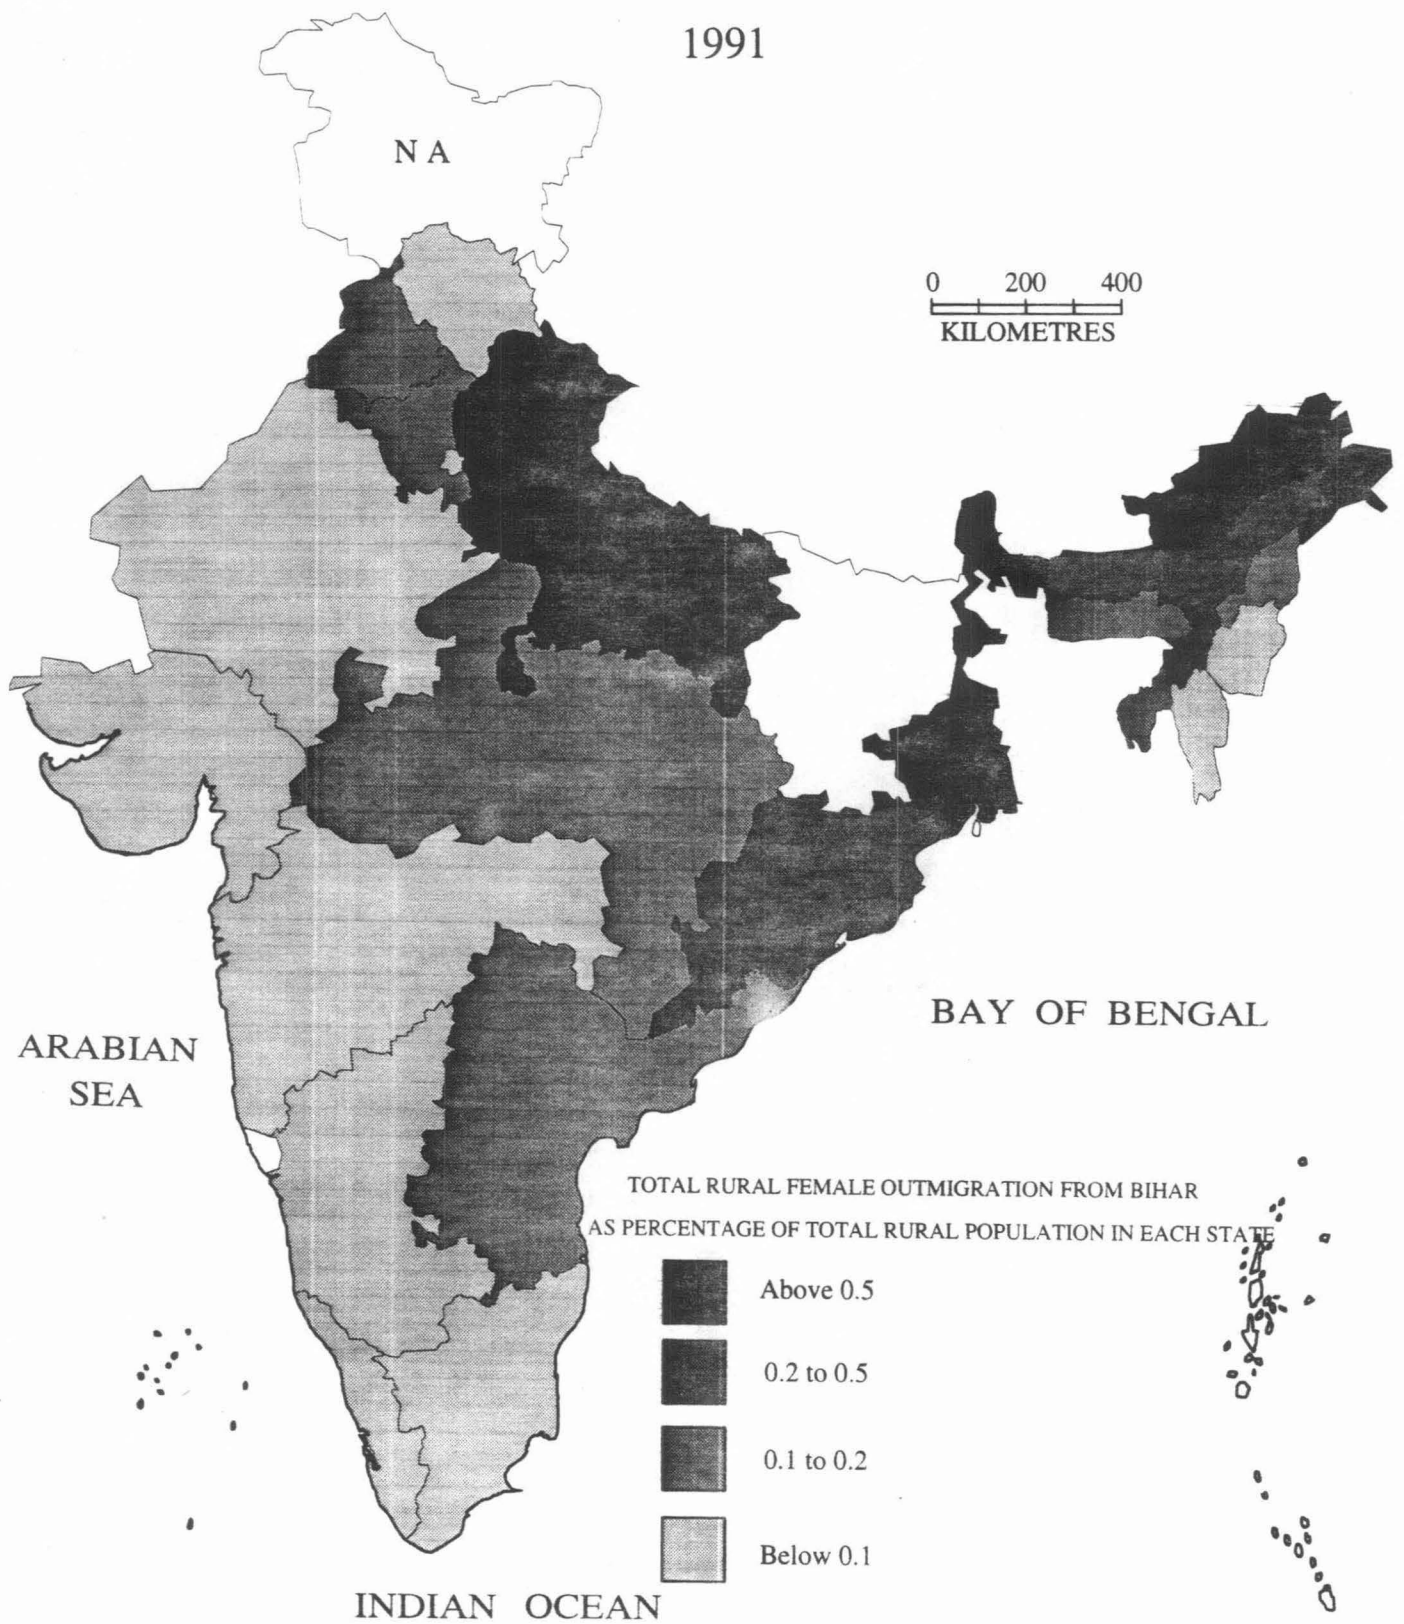 1991
N A
0 200 400
KILOMETRES
BAY OF BENGAL
ARABIAN
SEA
TOTAL RURAL FEMALE OUTMIGRATION FROM BIHAR
AS PERCENTAGE OF TOTAL RURAL POPULATION IN EACH STATE
Above 0.5
0.2 to 0.5
0.1 to 0.2
Below 0.1
INDIAN OCEAN